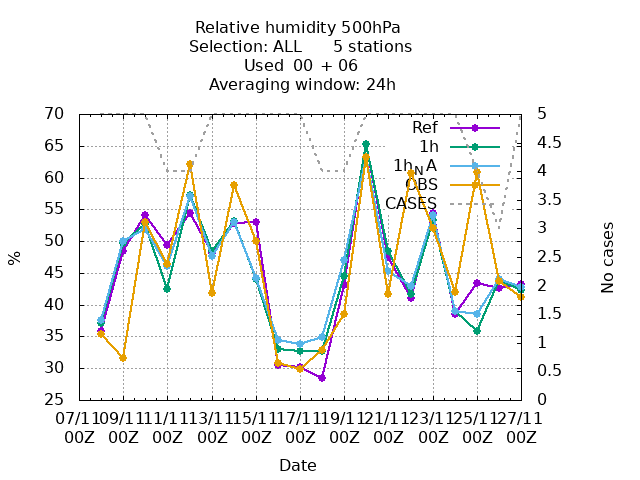 Relative humidity 500hPa
Selection: ALL 5 stations
Used 00 + 06
Averaging window: 24h
Ref
1h
1h_N A
OBS
CASES
%
70
65
60
55
50
45
40
35
30
25
No cases
5
4.5
4
3.5
3
2.5
2
1.5
1
0.5
0
07/11 09/11 11/11 13/11 15/11 17/11 19/11 21/11 23/11 25/11 27/11
00Z 00Z 00Z 00Z 00Z 00Z 00Z 00Z 00Z 00Z 00Z
Date